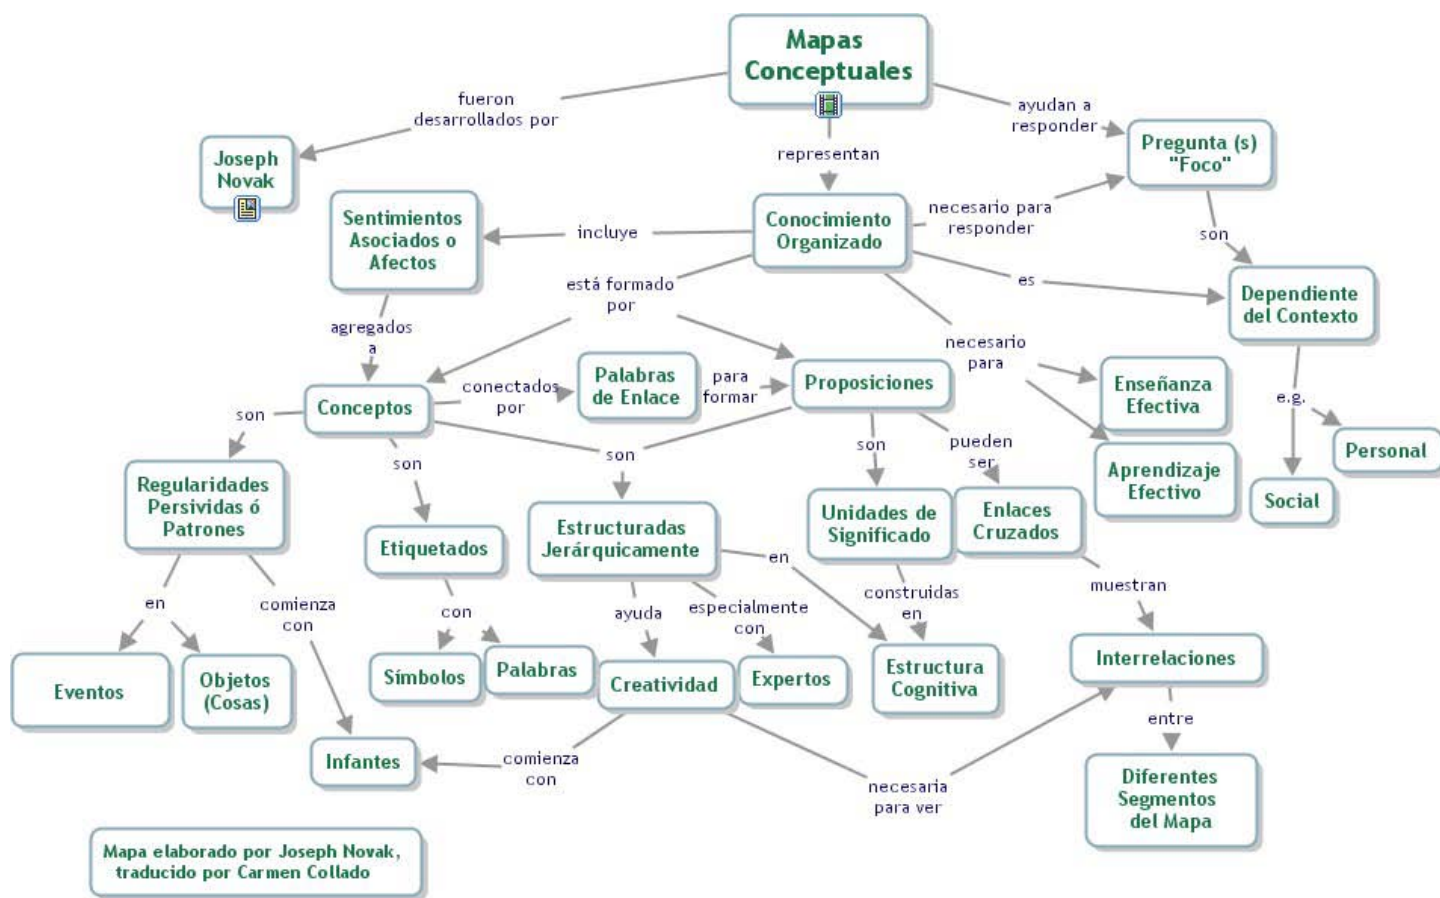 Mapas
Conceptuales
fueron
desarrollados por
ayudan a
responder
representan
Joseph
Novak
Pregunta (s)
"Foco"
Sentimientos
Asociados o
Afectos
incluye
Conocimiento
Organizado
necesario para
responder
son
está formado
por
es
Dependiente
del Contexto
agregados
a
necesario
para
Conceptos
conectados
por
Palabras
de Enlace
para
formar
Proposiciones
Enseñanza
Efectiva
e.g.
son
son
son
son
pueden
ser
Aprendizaje
Efectivo
Personal
Social
Regularidades
Persividas ó
Patrones
Etiquetados
Estructuradas
Jerárquicamente
Unidades de
Significado
Enlaces
Cruzados
en
en
comienza
con
con
ayuda
especialmente
con
construidas
en
muestran
Eventos
Objetos
(Cosas)
Símbolos
Palabras
Creatividad
Expertos
Estructura
Cognitiva
Interrelaciones
Infantes
comienza
con
necesaria
para ver
entre
Diferentes
Segmentos
del Mapa
Mapa elaborado por Joseph Novak,
traducido por Carmen Collado